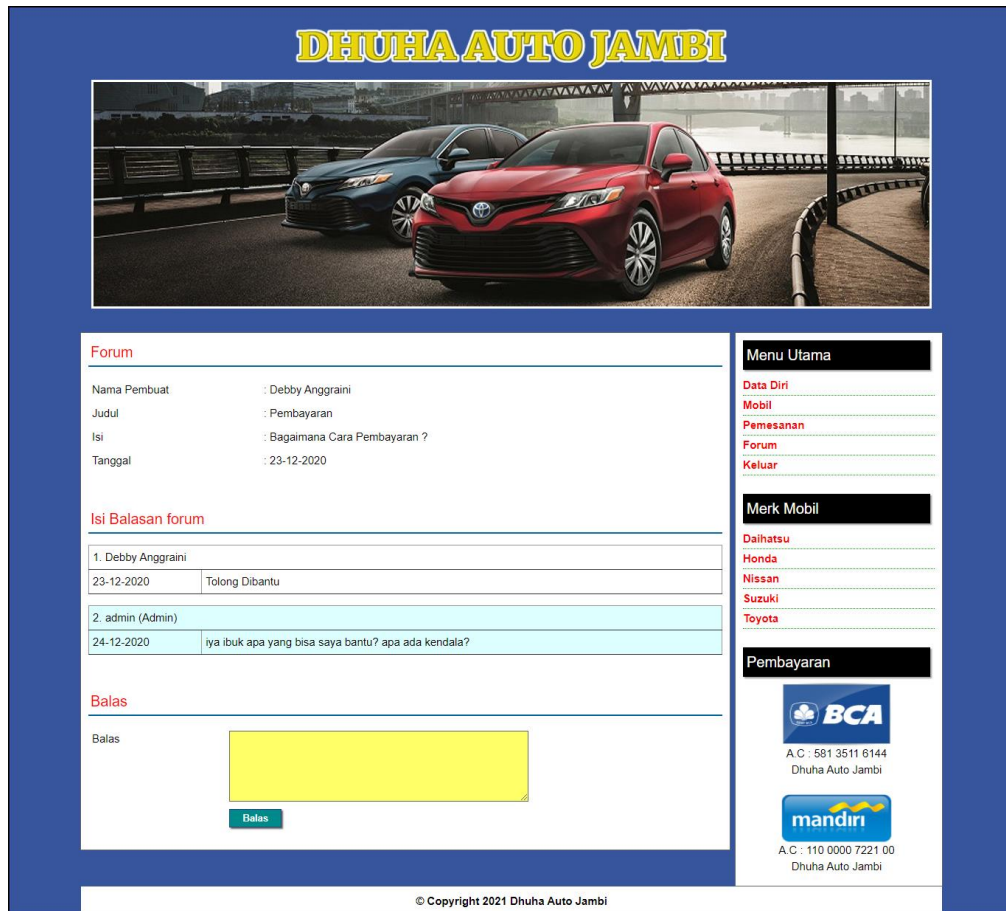 DHUHA AUTO JAMBI
Forum
Nama Pembuat : Debby Anggraini
Judul : Pembayaran
Isi : Bagaimana Cara Pembayaran ?
Tanggal : 23-12-2020
Isi Balasan forum
1. Debby Anggraini
23-12-2020 Tolong Dibantu
2. admin (Admin)
24-12-2020 iya ibuk apa yang bisa saya bantu? apa ada kendala?
Balas
Balas
Balas
Menu Utama
Data Diri
Mobil
Pemesanan
Forum
Keluar
Merk Mobil
Daihatsu
Honda
Nissan
Suzuki
Toyota
Pembayaran
BCA
A.C : 581 3511 6144
Dhuha Auto Jambi
mandiri
A.C : 110 0000 7221 00
Dhuha Auto Jambi
© Copyright 2021 Dhuha Auto Jambi